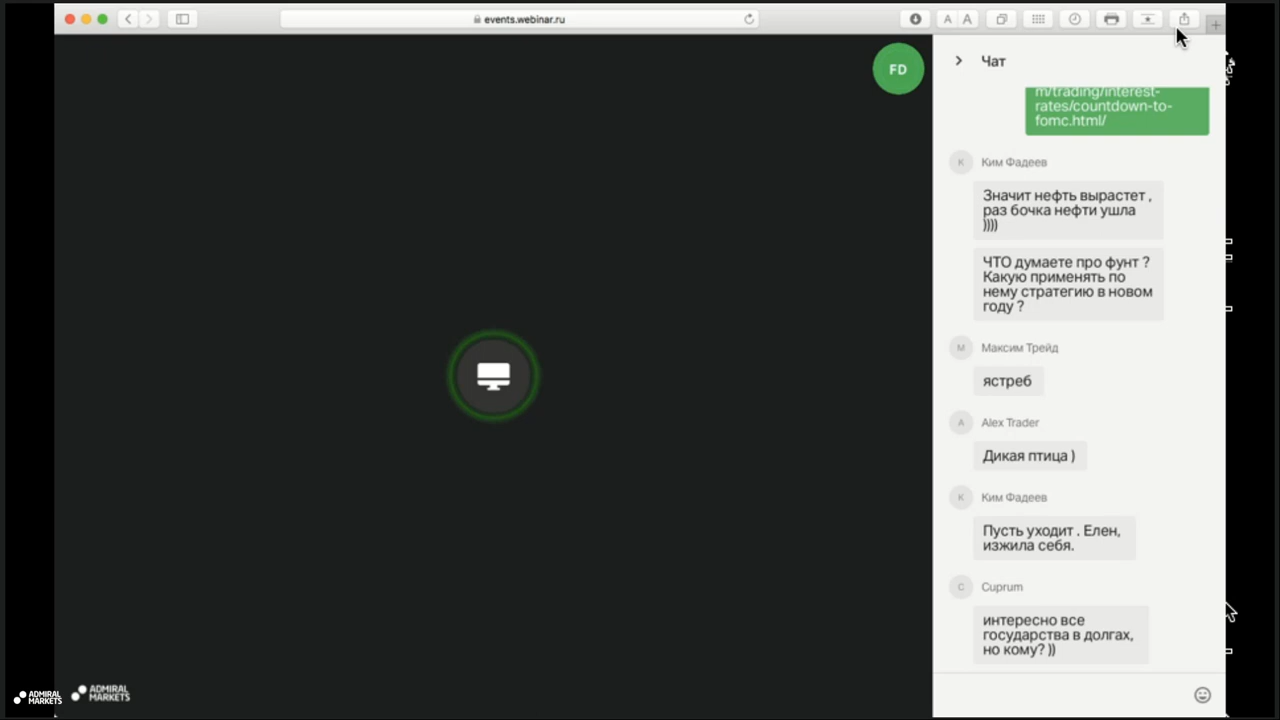 events.webinar.ru
A A
FD
Чат
m/trading/interest-
rates/countdown-to-
fomc.html/
К
Ким Фадеев
Значит нефть вырастет ,
раз бочка нефти ушла
))))
ЧТО думаете про фунт ?
Какую применять по
нему стратегию в новом
году ?
М
Максим Трейд
ястреб
A
Alex Trader
Дикая птица )
К
Ким Фадеев
Пусть уходит . Елен,
изжила себя.
C
Cuprum
интересно все
государства в долгах,
но кому? ))
ADMIRAL
MARKETS
ADMIRAL
MARKETS